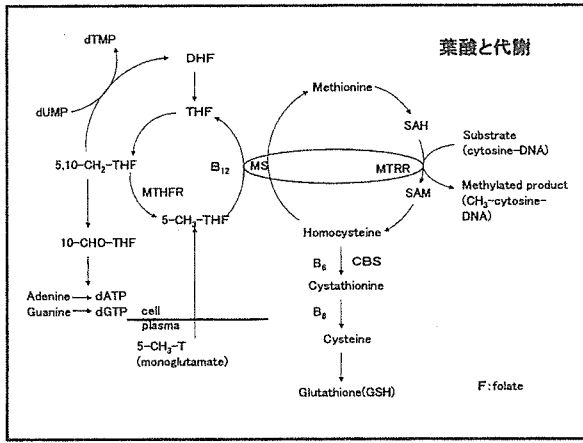 葉酸と代謝
dTMP
DHF
dUMP
THF
5,10-CH₂-THF
MTHFR
5-CH₃-THF
B₁₂
MS
MTRR
Methionine
SAH
SAM
Substrate
(cytosine-DNA)
Methylated product
(CH₃-cytosine-
DNA)
Homocysteine
10-CHO-THF
B₆ CBS
Cystathionine
Adenine dATP
Guanine dGTP
cell
plasma
B₆
5-CH₃-T
(monoglutamate)
Cysteine
Glutathione(GSH)
F:folate